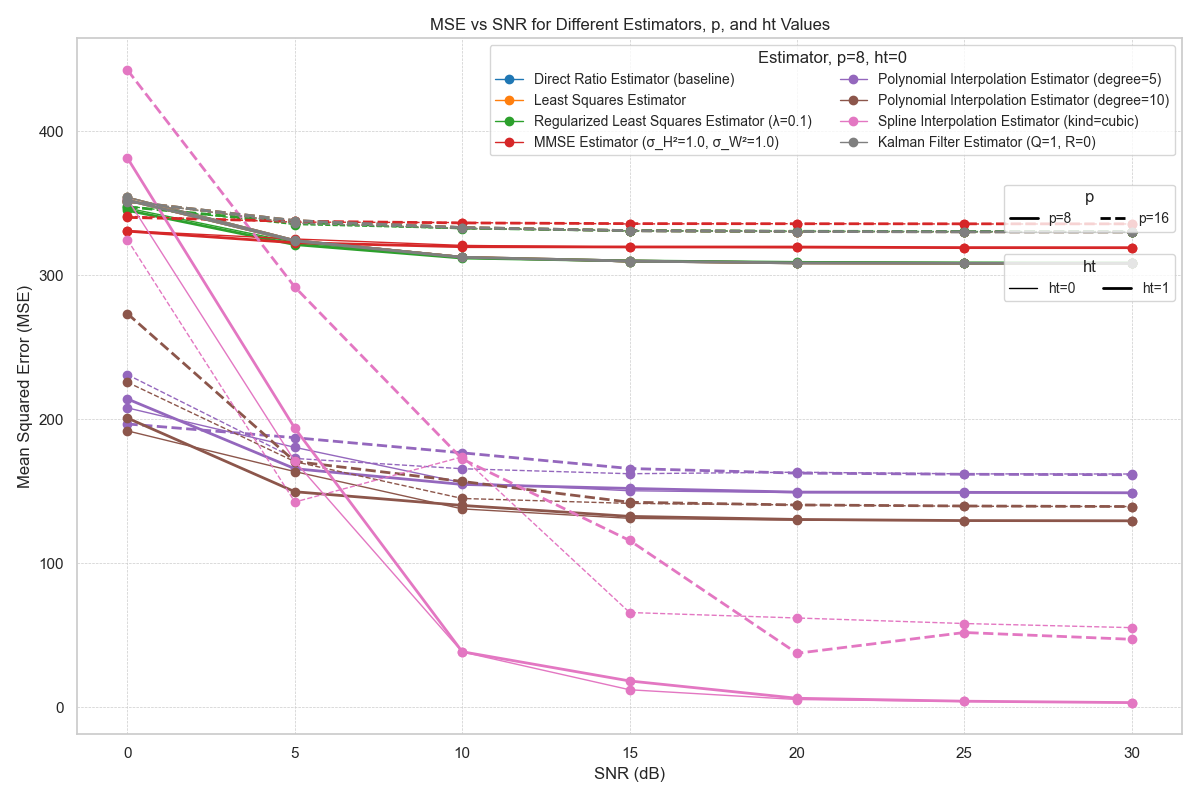 MSE vs SNR for Different Estimators, p, and ht Values
Estimator, p=8, ht=0
Direct Ratio Estimator (baseline)
Least Squares Estimator
Regularized Least Squares Estimator (λ=0.1)
MMSE Estimator (σ_H²=1.0, σ_W²=1.0)
Polynomial Interpolation Estimator (degree=5)
Polynomial Interpolation Estimator (degree=10)
Spline Interpolation Estimator (kind=cubic)
Kalman Filter Estimator (Q=1, R=0)
p
p=8 p=16
ht
ht=0 ht=1
Mean Squared Error (MSE)
400
300
200
100
0
0 5 10 15 20 25 30
SNR (dB)